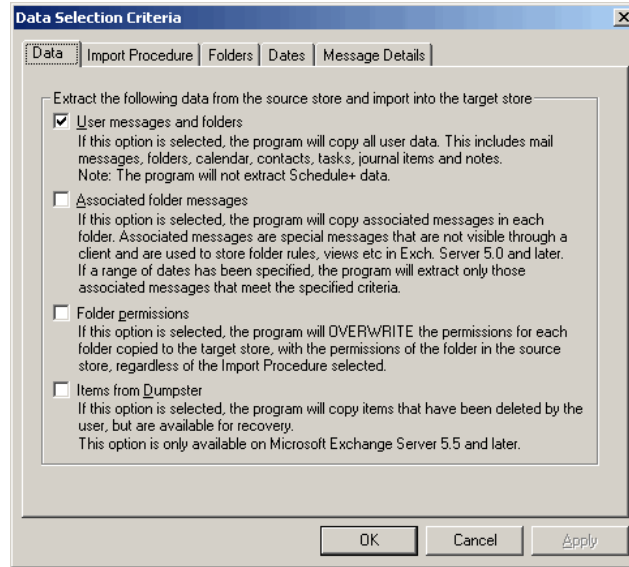 Data Selection Criteria
Data
Import Procedure
Folders
Dates
Message Details
Extract the following data from the source store and import into the target store
User messages and folders
If this option is selected, the program will copy all user data. This includes mail
messages, folders, calendar, contacts, tasks, journal items and notes.
Note: The program will not extract Schedule+ data.
Associated folder messages
If this option is selected, the program will copy associated messages in each
folder. Associated messages are special messages that are not visible through a
client and are used to store folder rules, views etc in Exch. Server 5.0 and later.
If a range of dates has been specified, the program will extract only those
associated messages that meet the specified criteria.
Folder permissions
If this option is selected, the program will OVERWRITE the permissions for each
folder copied to the target store, with the permissions of the folder in the source
store, regardless of the Import Procedure selected.
Items from Dumpster
If this option is selected, the program will copy items that have been deleted by the
user, but are available for recovery.
This option is only available on Microsoft Exchange Server 5.5 and later.
OK
Cancel
Apply